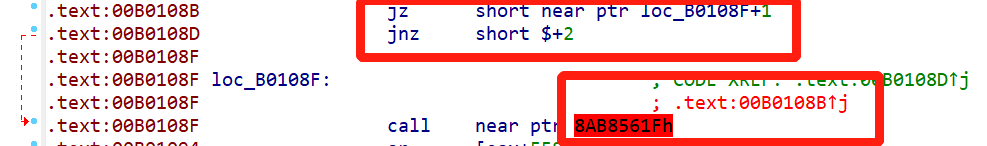 .text:00B0108B jz short near ptr loc_B0108F+1
.text:00B0108D jnz short $+2
.text:00B0108F
.text:00B0108F loc_B0108F: ; CODE XREF: .text:00B0108D↑j
.text:00B0108F ; .text:00B0108B↑j
.text:00B0108F call near ptr 8AB8561Fh